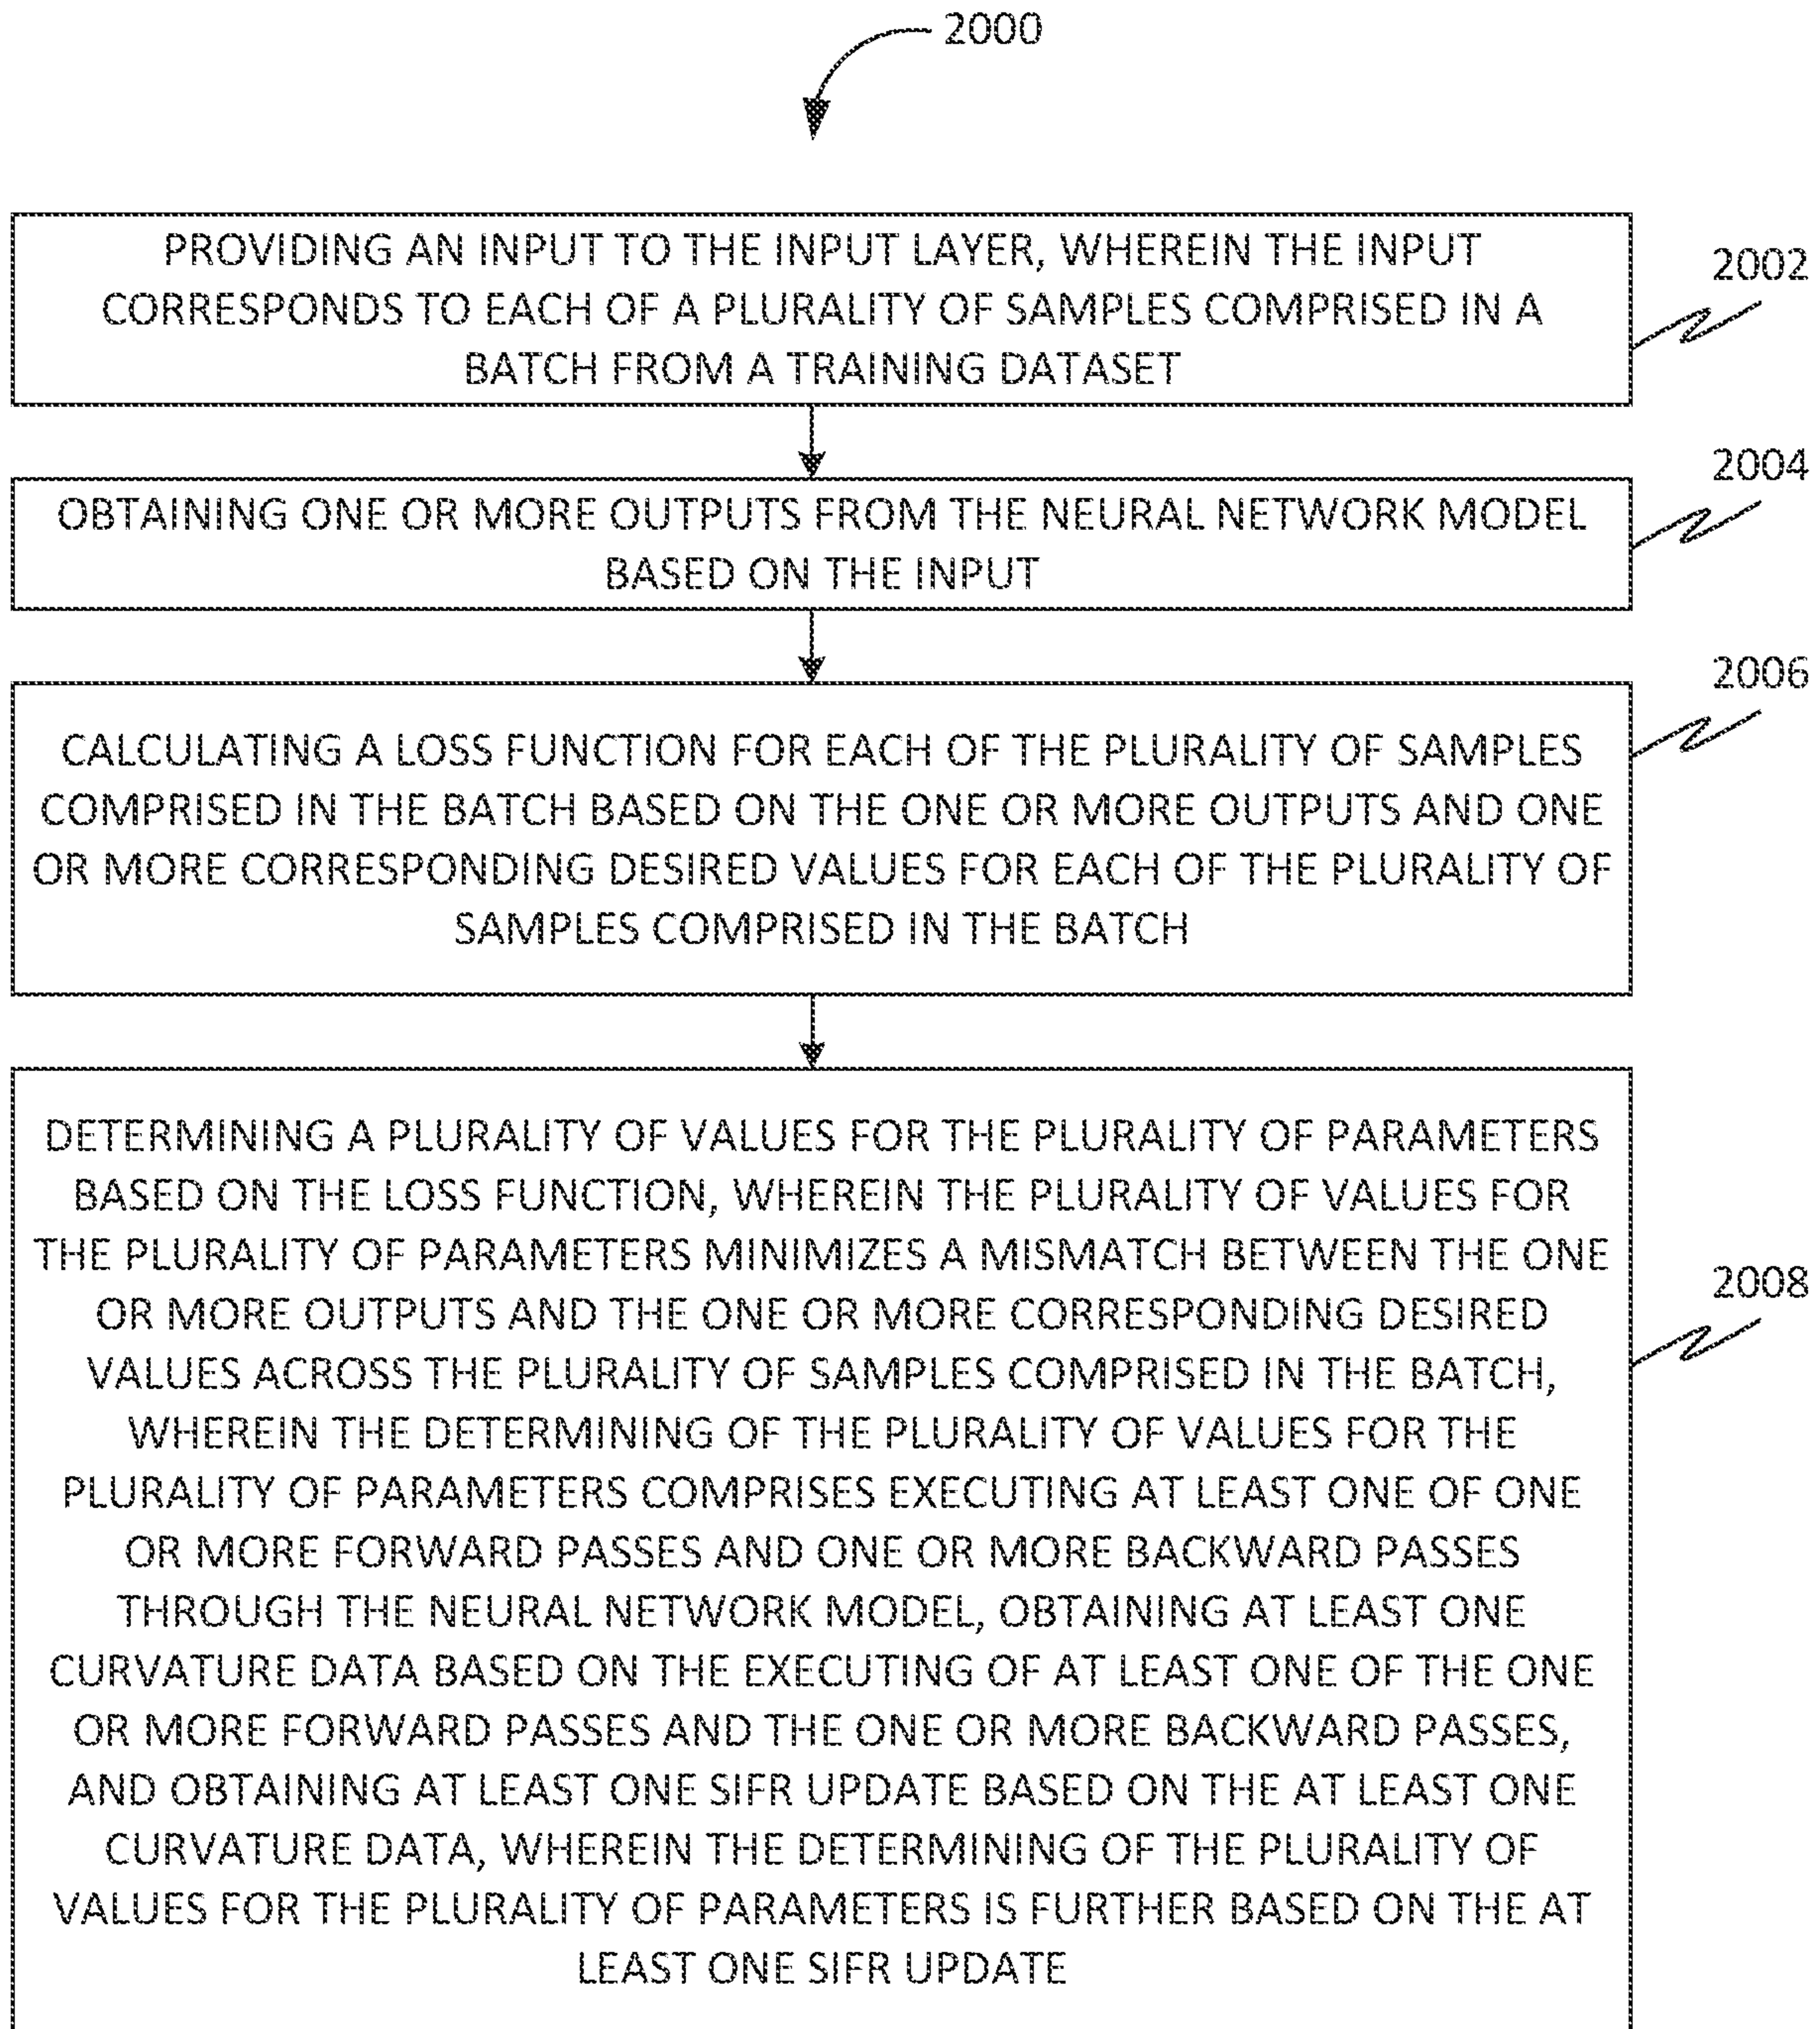 2000
PROVIDING AN INPUT TO THE INPUT LAYER, WHEREIN THE INPUT
CORRESPONDS TO EACH OF A PLURALITY OF SAMPLES COMPRISED IN A
BATCH FROM A TRAINING DATASET
2002
OBTAINING ONE OR MORE OUTPUTS FROM THE NEURAL NETWORK MODEL
BASED ON THE INPUT
2004
CALCULATING A LOSS FUNCTION FOR EACH OF THE PLURALITY OF SAMPLES
COMPRISED IN THE BATCH BASED ON THE ONE OR MORE OUTPUTS AND ONE
OR MORE CORRESPONDING DESIRED VALUES FOR EACH OF THE PLURALITY OF
SAMPLES COMPRISED IN THE BATCH
2006
DETERMINING A PLURALITY OF VALUES FOR THE PLURALITY OF PARAMETERS
BASED ON THE LOSS FUNCTION, WHEREIN THE PLURALITY OF VALUES FOR
THE PLURALITY OF PARAMETERS MINIMIZES A MISMATCH BETWEEN THE ONE
OR MORE OUTPUTS AND THE ONE OR MORE CORRESPONDING DESIRED
VALUES ACROSS THE PLURALITY OF SAMPLES COMPRISED IN THE BATCH,
WHEREIN THE DETERMINING OF THE PLURALITY OF VALUES FOR THE
PLURALITY OF PARAMETERS COMPRISES EXECUTING AT LEAST ONE OF ONE
OR MORE FORWARD PASSES AND ONE OR MORE BACKWARD PASSES
THROUGH THE NEURAL NETWORK MODEL, OBTAINING AT LEAST ONE
CURVATURE DATA BASED ON THE EXECUTING OF AT LEAST ONE OF THE ONE
OR MORE FORWARD PASSES AND THE ONE OR MORE BACKWARD PASSES,
AND OBTAINING AT LEAST ONE SIFR UPDATE BASED ON THE AT LEAST ONE
CURVATURE DATA, WHEREIN THE DETERMINING OF THE PLURALITY OF
VALUES FOR THE PLURALITY OF PARAMETERS IS FURTHER BASED ON THE AT
LEAST ONE SIFR UPDATE
2008